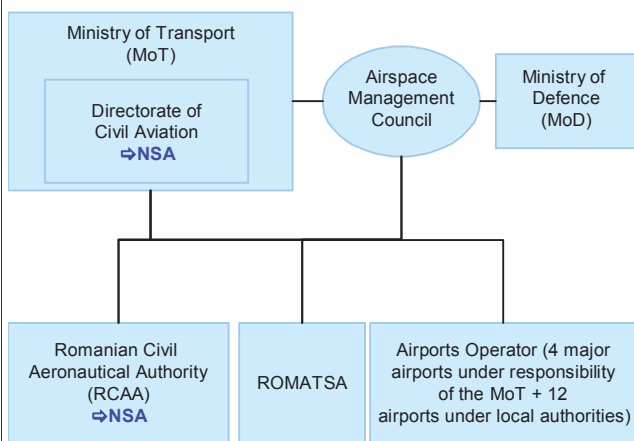 Ministry of Transport
(MoT)
Directorate of
Civil Aviation
⇨NSA
Airspace
Management
Council
Ministry of
Defence
(MoD)
Romanian Civil
Aeronautical Authority
(RCAA)
⇨NSA
ROMATSA
Airports Operator (4 major
airports under responsibility
of the MoT + 12
airports under local authorities)